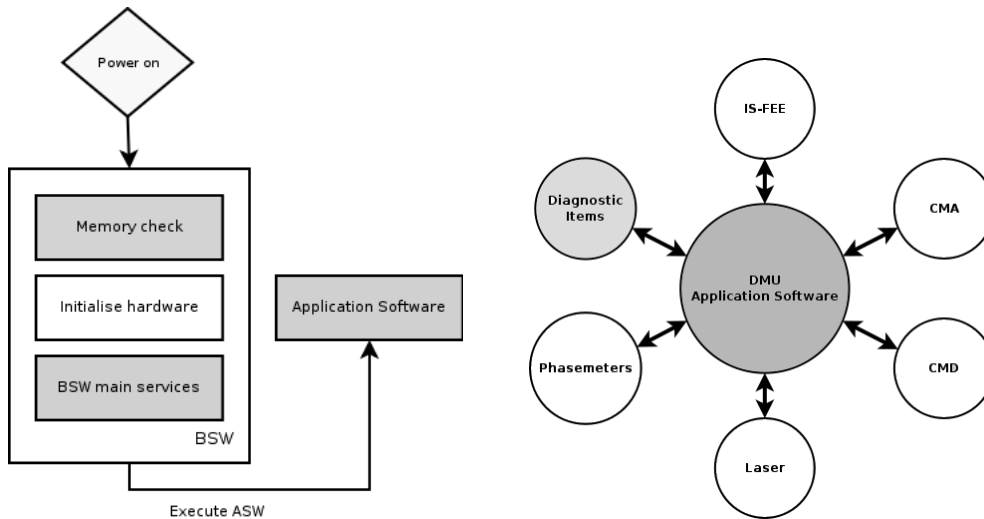 Power on
Memory check
Initialise hardware
BSW main services
BSW
Application Software
Execute ASW
IS-FEE
Diagnostic
Items
CMA
DMU
Application Software
Phasemeters
CMD
Laser